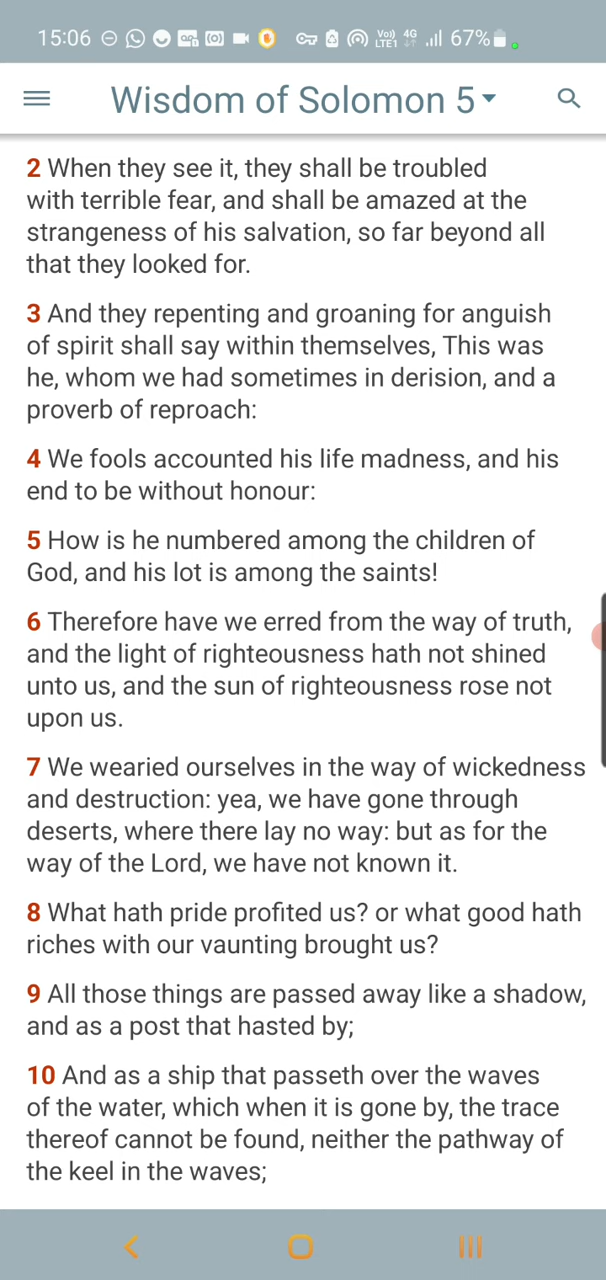 15:06 Vo)) LTE1 4G 67%
Wisdom of Solomon 5
2 When they see it, they shall be troubled
with terrible fear, and shall be amazed at the
strangeness of his salvation, so far beyond all
that they looked for.
3 And they repenting and groaning for anguish
of spirit shall say within themselves, This was
he, whom we had sometimes in derision, and a
proverb of reproach:
4 We fools accounted his life madness, and his
end to be without honour:
5 How is he numbered among the children of
God, and his lot is among the saints!
6 Therefore have we erred from the way of truth,
and the light of righteousness hath not shined
unto us, and the sun of righteousness rose not
upon us.
7 We wearied ourselves in the way of wickedness
and destruction: yea, we have gone through
deserts, where there lay no way: but as for the
way of the Lord, we have not known it.
8 What hath pride profited us? or what good hath
riches with our vaunting brought us?
9 All those things are passed away like a shadow,
and as a post that hasted by;
10 And as a ship that passeth over the waves
of the water, which when it is gone by, the trace
thereof cannot be found, neither the pathway of
the keel in the waves;